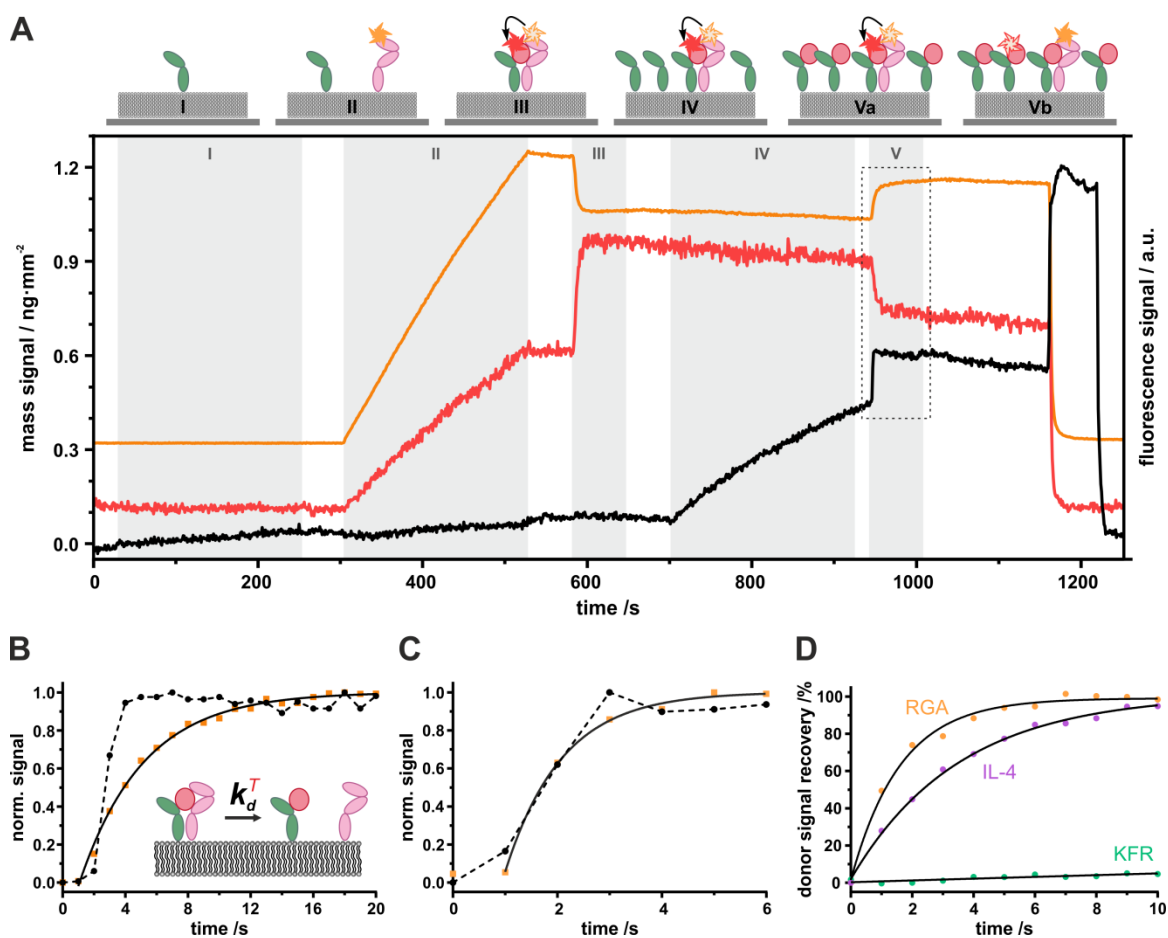 A
I II III IV Va Vb
I II III IV V
1.2
0.9
0.6
0.3
0.0
mass signal / ng·mm⁻²
fluorescence signal / a.u.
0 200 400 600 800 1000 1200
time /s
B
1.0
0.8
0.6
0.4
0.2
0.0
norm. signal
k_d^T
0 4 8 12 16 20
time /s
C
1.0
0.8
0.6
0.4
0.2
0.0
norm. signal
0 2 4 6
time /s
D
100
80
60
40
20
0
donor signal recovery /%
RGA
IL-4
KFR
0 2 4 6 8 10
time /s